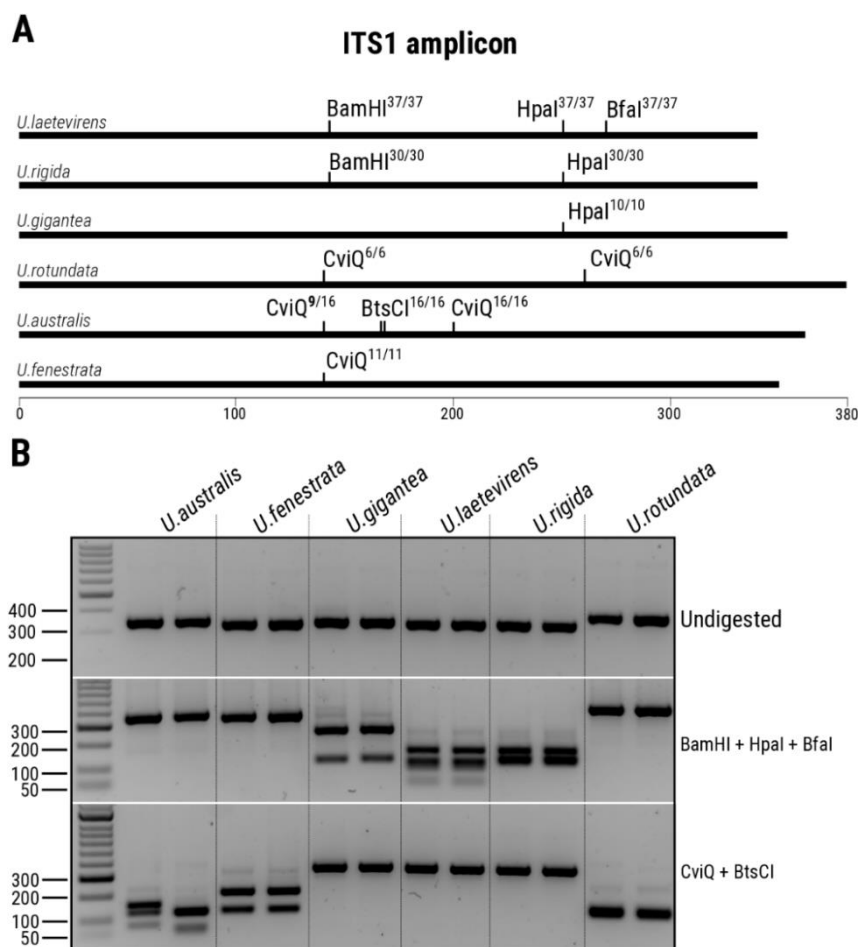 A
ITS1 amplicon
U.laetevirens BamHI37/37 HpaI37/37 BfaI37/37
U.rigida BamHI30/30 HpaI30/30
U.gigantea HpaI10/10
U.rotundata CviQ6/6 CviQ6/6
U.australis CviQ9/16 BtsCI16/16 CviQ16/16
U.fenestrata CviQ11/11
0 100 200 300 380
B
U.australis U.fenestrata U.gigantea U.laetevirens U.rigida U.rotundata
400
300
200
Undigested
300
200
100
50
BamHI + HpaI + BfaI
300
200
100
50
CviQ + BtsCI